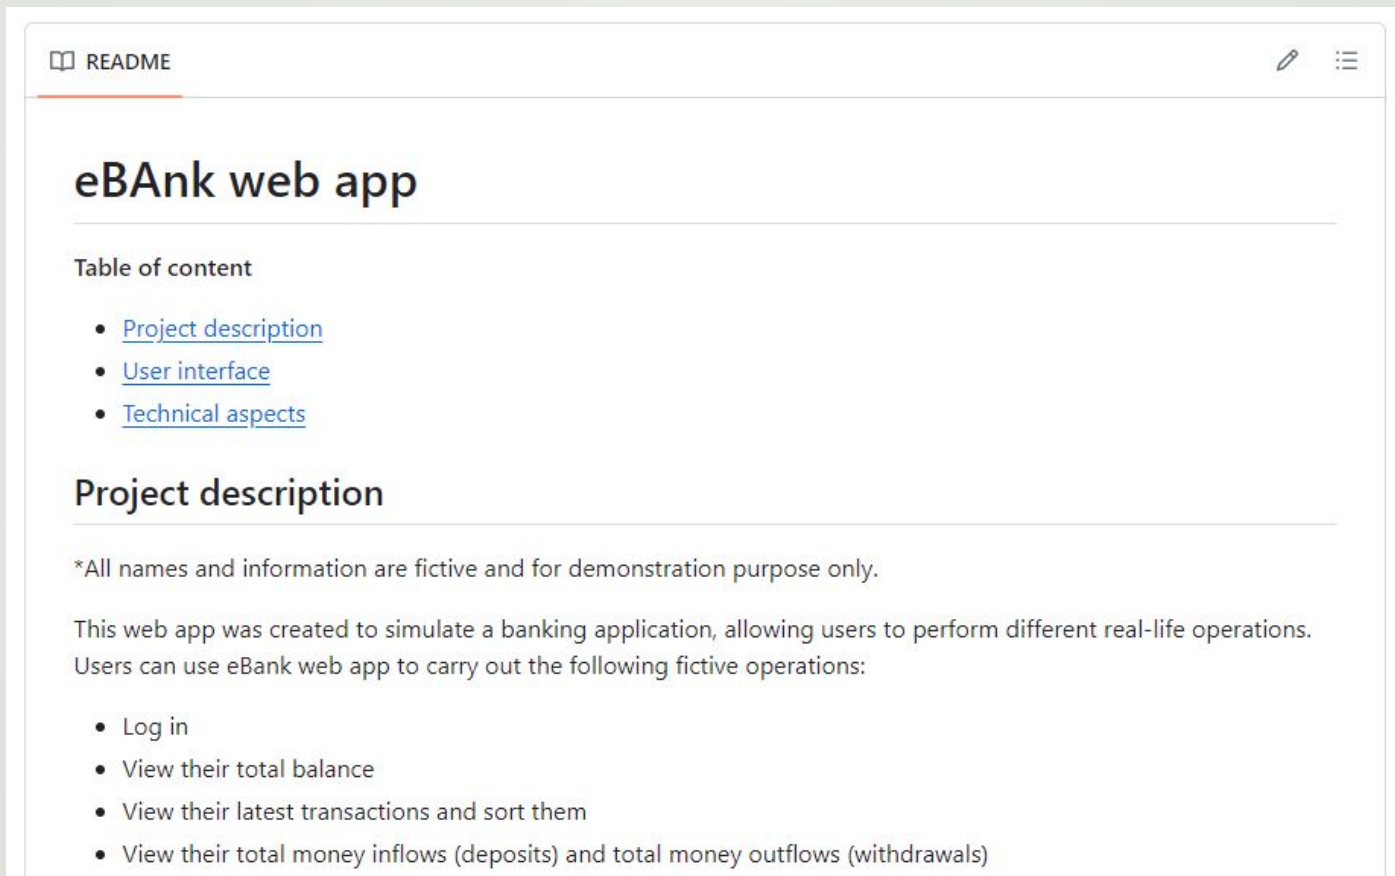 README
eBAnk web app
Table of content
Project description
User interface
Technical aspects
Project description
*All names and information are fictive and for demonstration purpose only.
This web app was created to simulate a banking application, allowing users to perform different real-life operations.
Users can use eBank web app to carry out the following fictive operations:
Log in
View their total balance
View their latest transactions and sort them
View their total money inflows (deposits) and total money outflows (withdrawals)